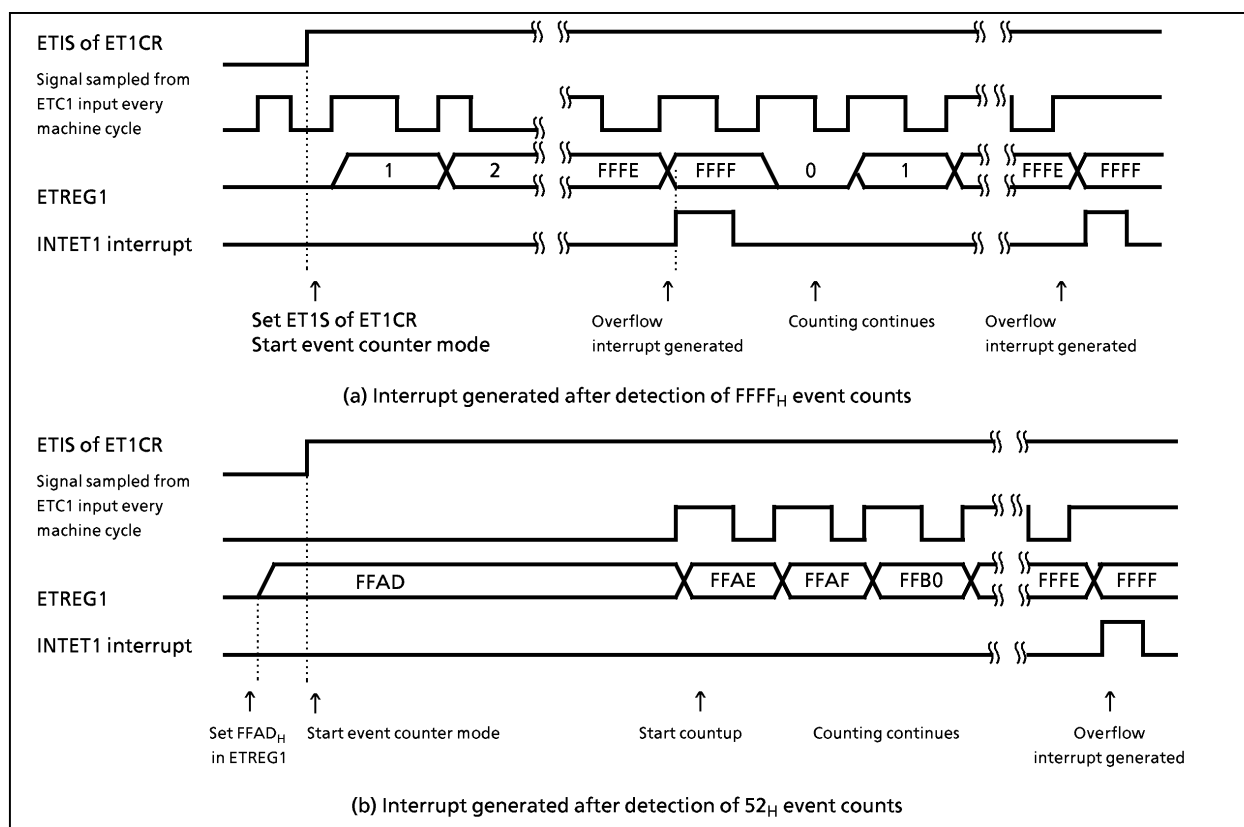 ETIS of ET1CR
Signal sampled from
ETC1 input every
machine cycle
1 2 FFFE FFFF 0 1 FFFE FFFF
ETREG1
INTET1 interrupt
Set ET1S of ET1CR
Start event counter mode
Overflow
interrupt generated
Counting continues
Overflow
interrupt generated
(a) Interrupt generated after detection of FFFFH event counts
ETIS of ET1CR
Signal sampled from
ETC1 input every
machine cycle
FFAD FFAE FFAF FFB0 FFFE FFFF
ETREG1
INTET1 interrupt
Set FFADH
in ETREG1
Start event counter mode
Start countup
Counting continues
Overflow
interrupt generated
(b) Interrupt generated after detection of 52H event counts